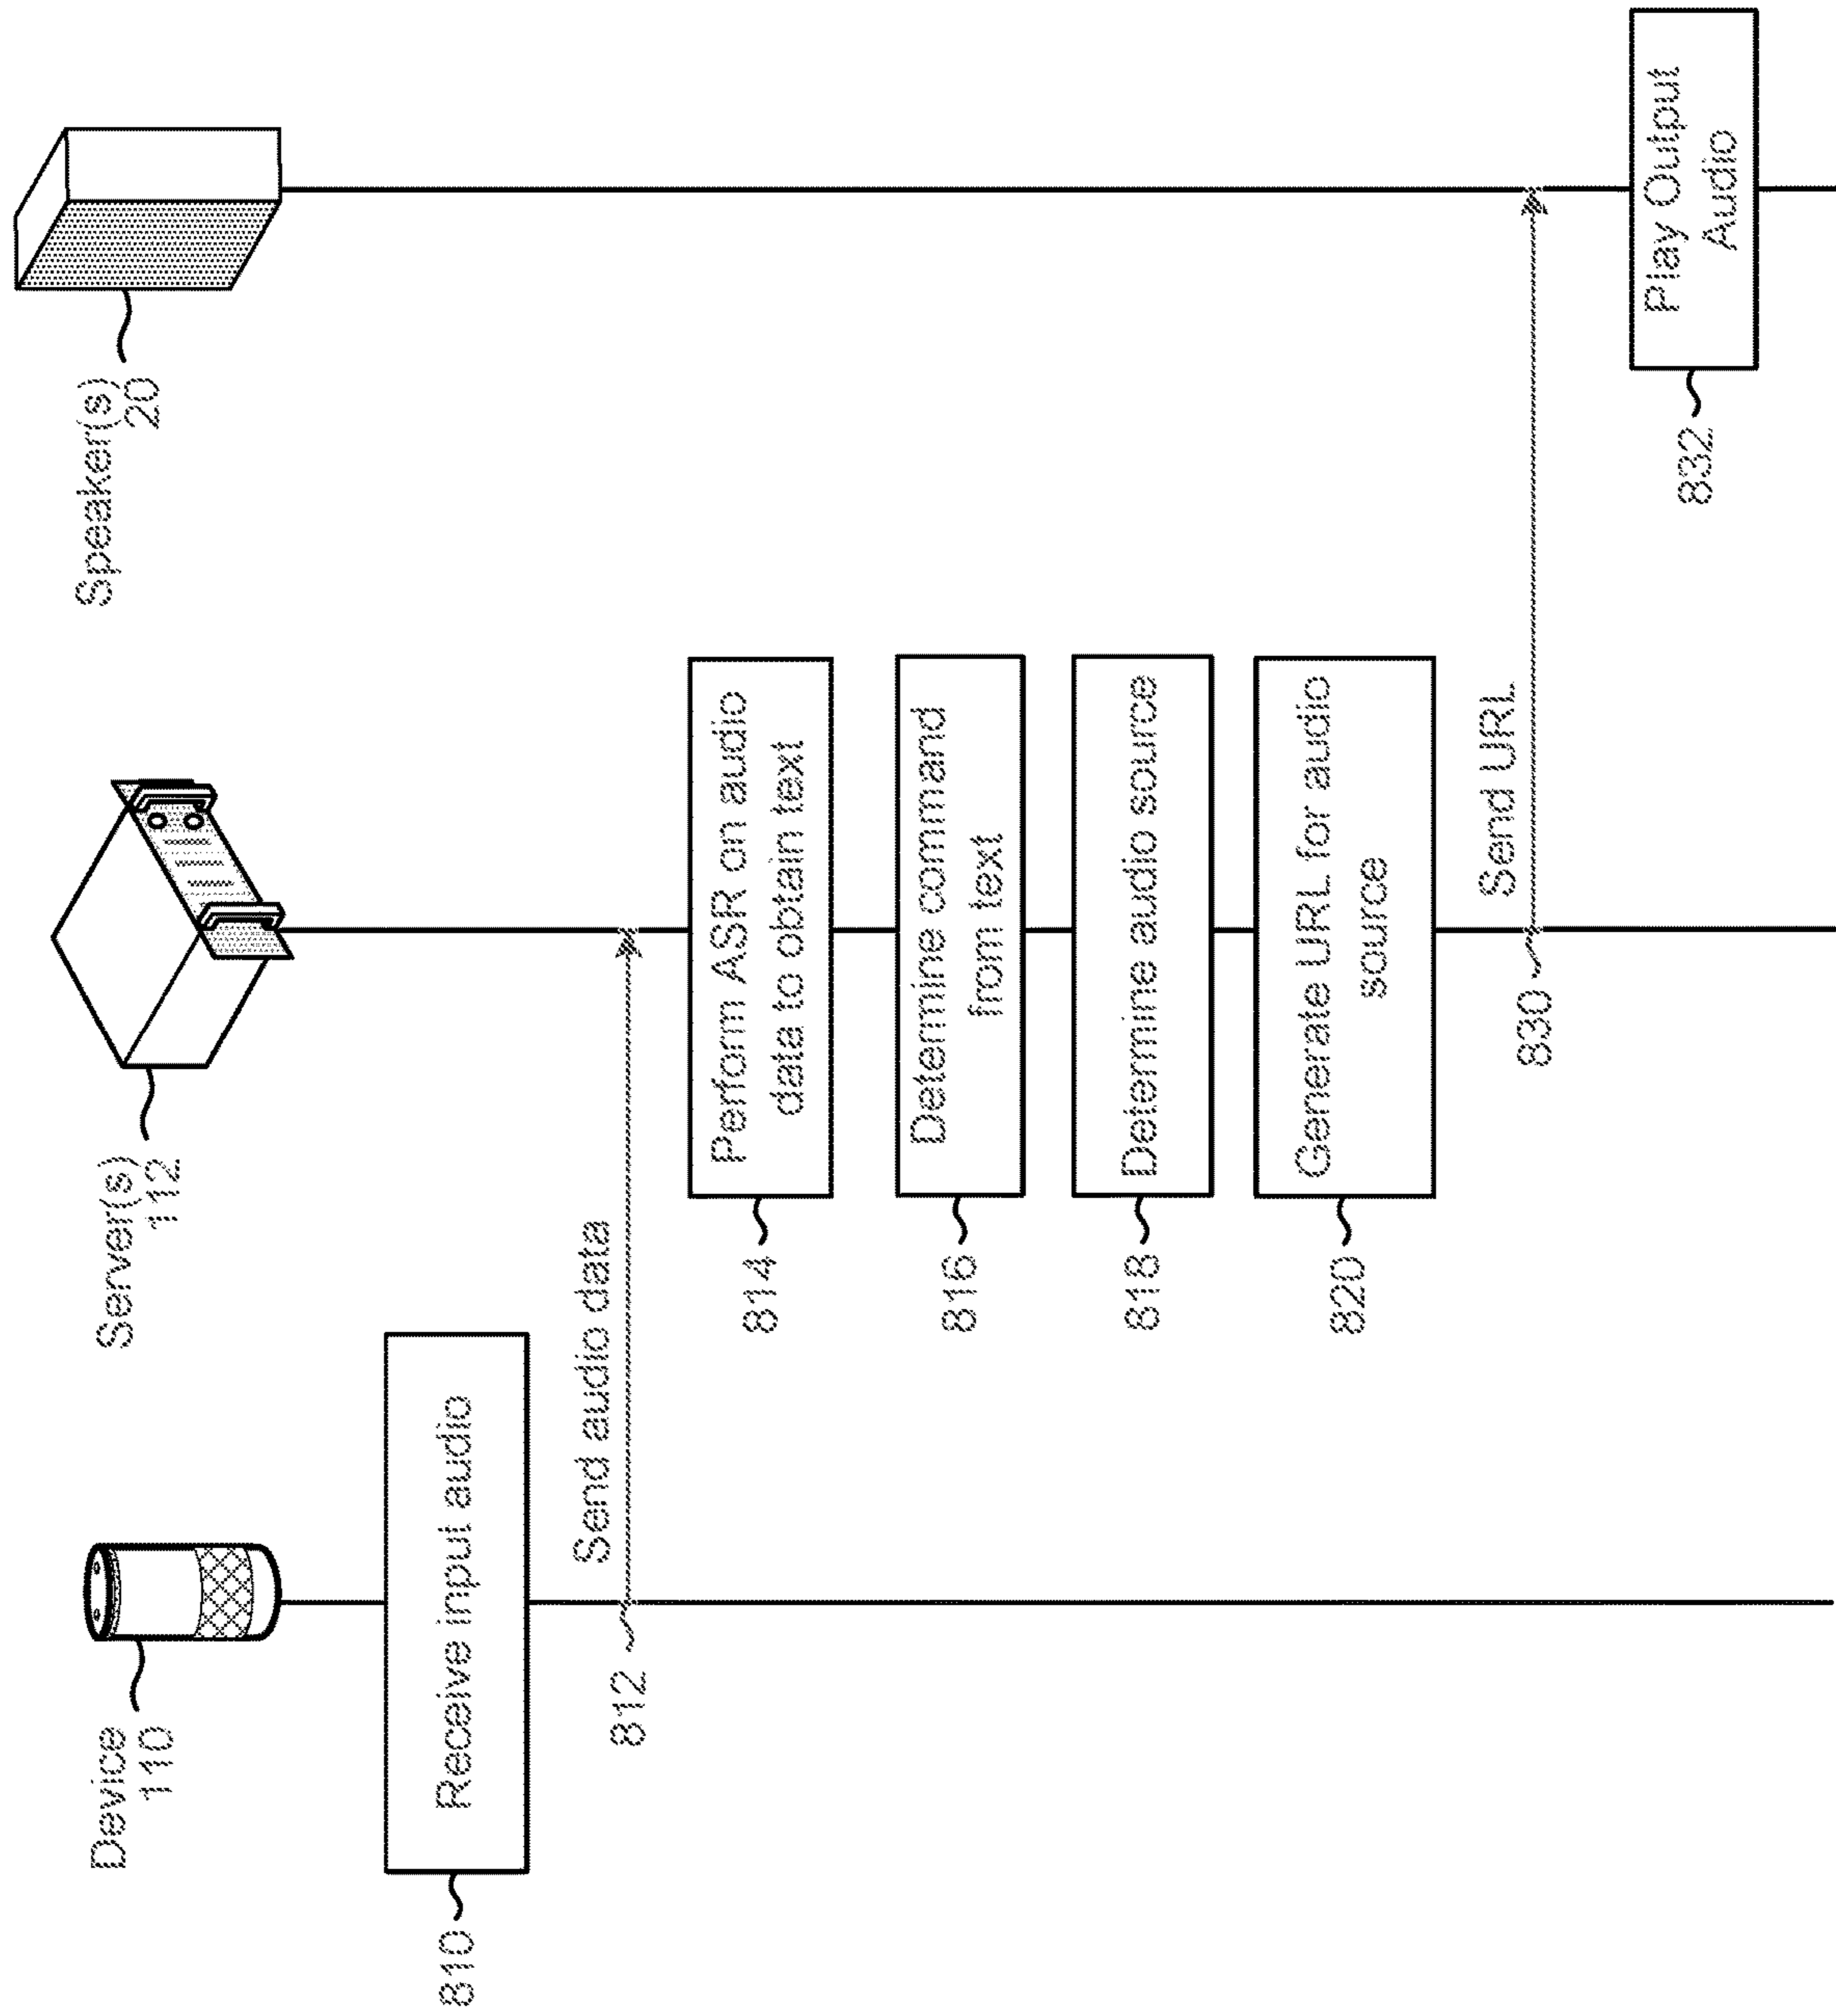 Device
110
Server(s)
112
Speaker(s)
20
810
Receive input audio
Send audio data
812
814
Perform ASR on audio
data to obtain text
816
Determine command
from text
818
Determine audio source
820
Generate URL for audio
source
Send URL
830
832
Play Output
Audio